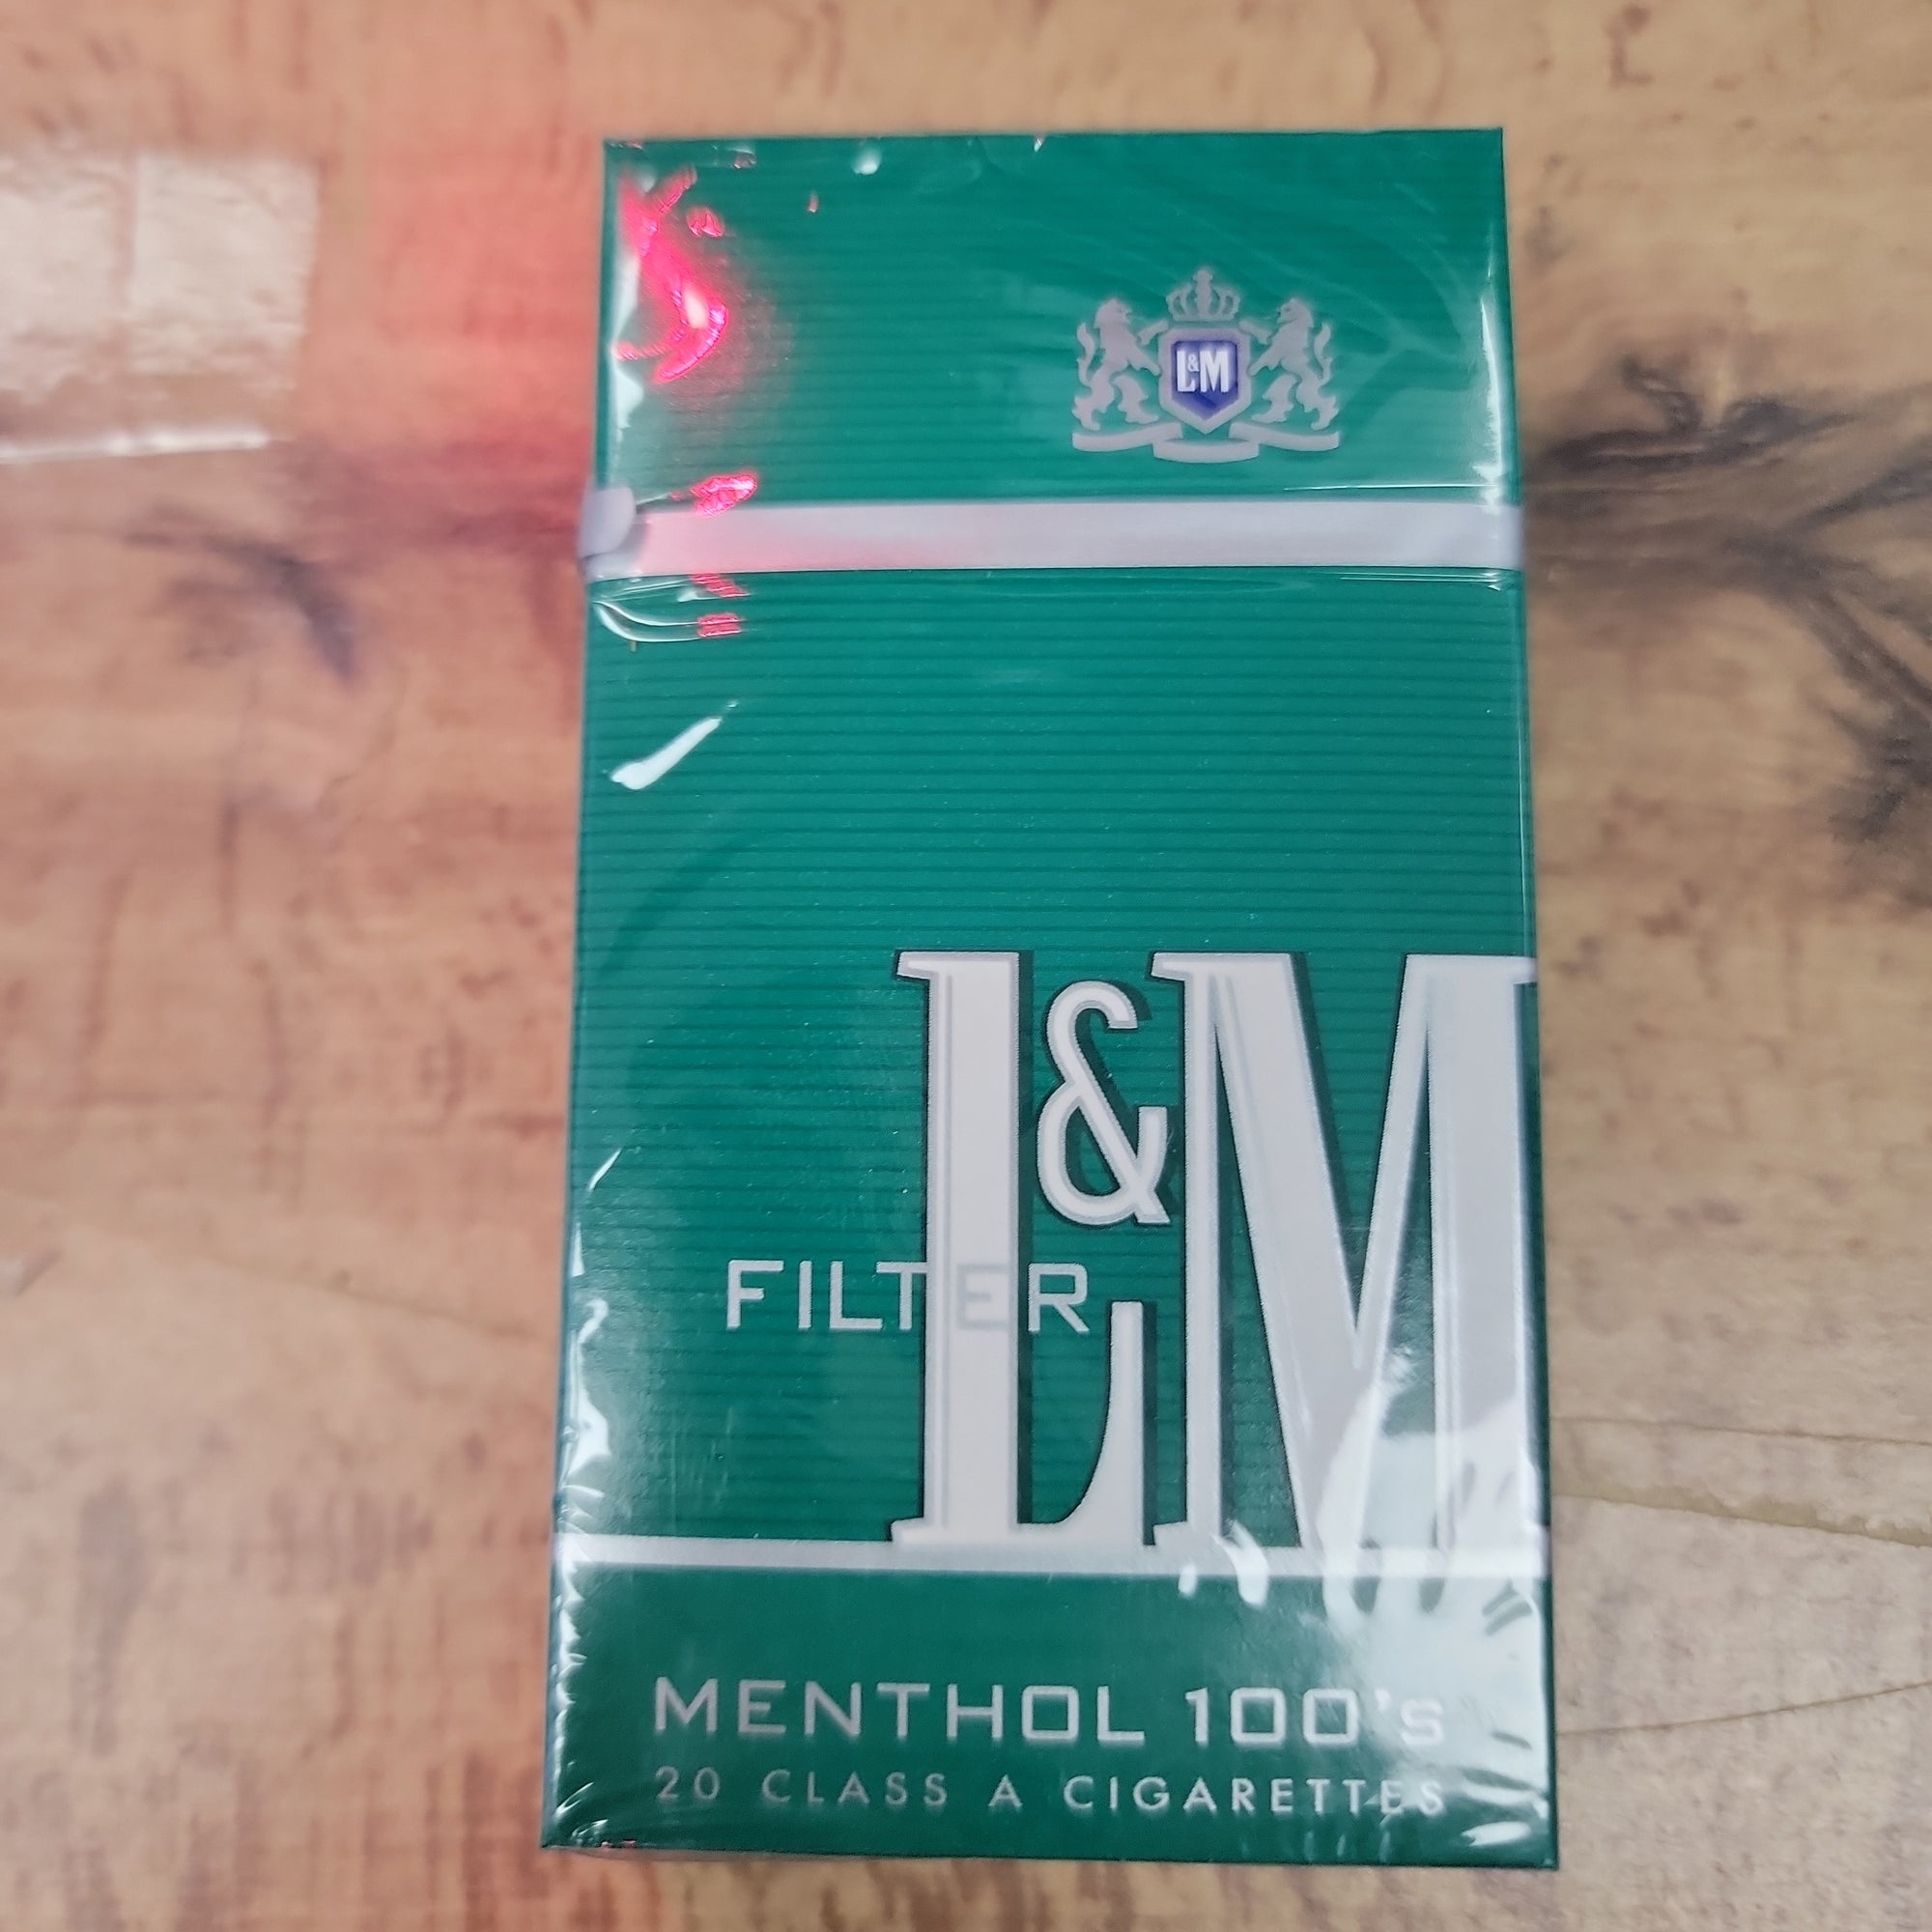 L&M
L&M
FILTER
MENTHOL 100's
20 CLASS A CIGARETTES